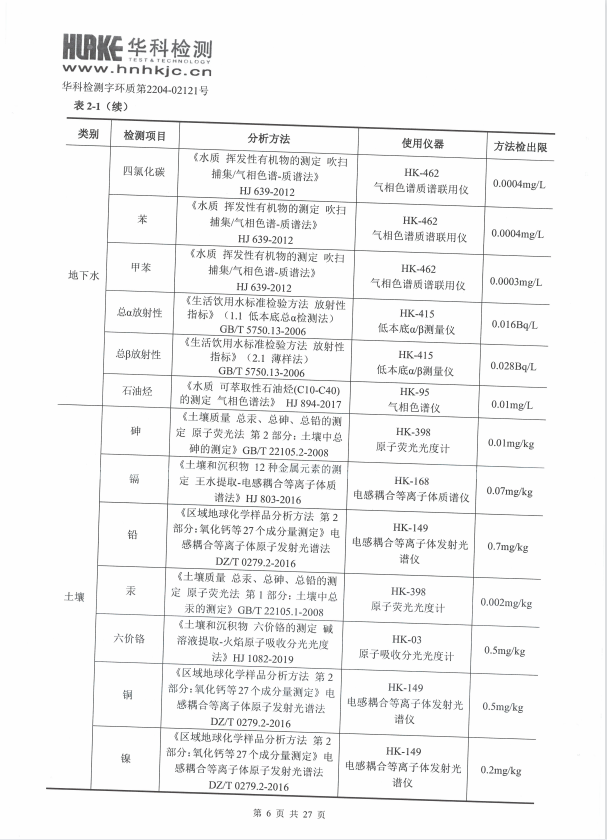 HUAKE 华科检测
TEST & TECHNOLOGY
www.hnhkjc.cn
华科检测字环质第2204-02121号
表 2-1（续）
类别 检测项目 分析方法 使用仪器 方法检出限
地下水
四氯化碳
《水质 挥发性有机物的测定 吹扫
捕集/气相色谱-质谱法》
HJ 639-2012
HK-462
气相色谱质谱联用仪
0.0004mg/L
苯
《水质 挥发性有机物的测定 吹扫
捕集/气相色谱-质谱法》
HJ 639-2012
HK-462
气相色谱质谱联用仪
0.0004mg/L
甲苯
《水质 挥发性有机物的测定 吹扫
捕集/气相色谱-质谱法》
HJ 639-2012
HK-462
气相色谱质谱联用仪
0.0003mg/L
总α放射性
《生活饮用水标准检验方法 放射性
指标》（1.1 低本底总α检测法）
GB/T 5750.13-2006
HK-415
低本底α/β测量仪
0.016Bq/L
总β放射性
《生活饮用水标准检验方法 放射性
指标》（2.1 薄样法）
GB/T 5750.13-2006
HK-415
低本底α/β测量仪
0.028Bq/L
石油烃
《水质 可萃取性石油烃(C10-C40)
的测定 气相色谱法》 HJ 894-2017
HK-95
气相色谱仪
0.01mg/L
土壤
砷
《土壤质量 总汞、总砷、总铅的测
定 原子荧光法 第 2 部分：土壤中总
砷的测定》GB/T 22105.2-2008
HK-398
原子荧光光度计
0.01mg/kg
镉
《土壤和沉积物 12 种金属元素的测
定 王水提取-电感耦合等离子体质
谱法》HJ 803-2016
HK-168
电感耦合等离子体质谱仪
0.07mg/kg
铅
《区域地球化学样品分析方法 第 2
部分：氧化钙等27个成分量测定》电
感耦合等离子体原子发射光谱法
DZ/T 0279.2-2016
HK-149
电感耦合等离子体发射光
谱仪
0.7mg/kg
汞
《土壤质量 总汞、总砷、总铅的测
定 原子荧光法 第 1 部分：土壤中总
汞的测定》GB/T 22105.1-2008
HK-398
原子荧光光度计
0.002mg/kg
六价铬
《土壤和沉积物 六价铬的测定 碱
溶液提取-火焰原子吸收分光光度
法》HJ 1082-2019
HK-03
原子吸收分光光度计
0.5mg/kg
铜
《区域地球化学样品分析方法 第 2
部分：氧化钙等27个成分量测定》电
感耦合等离子体原子发射光谱法
DZ/T 0279.2-2016
HK-149
电感耦合等离子体发射光
谱仪
0.5mg/kg
镍
《区域地球化学样品分析方法 第 2
部分：氧化钙等27个成分量测定》电
感耦合等离子体原子发射光谱法
DZ/T 0279.2-2016
HK-149
电感耦合等离子体发射光
谱仪
0.2mg/kg
第 6 页 共 27 页